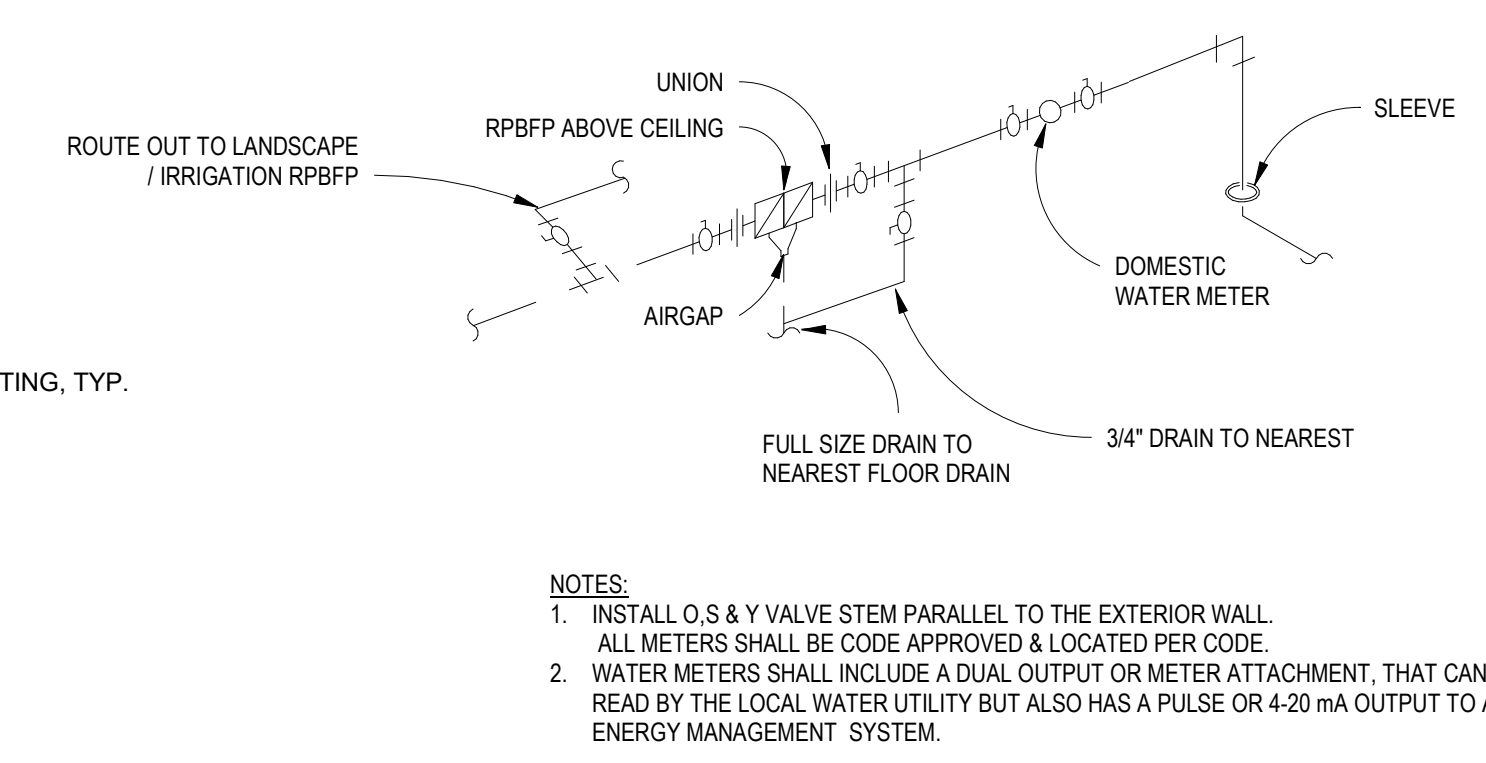 UNION
RPBFP ABOVE CEILING
SLEEVE
ROUTE OUT TO LANDSCAPE
/ IRRIGATION RPBFP
DOMESTIC
WATER METER
AIRGAP
TING, TYP.
FULL SIZE DRAIN TO
NEAREST FLOOR DRAIN
3/4" DRAIN TO NEAREST
NOTES:
1. INSTALL O,S & Y VALVE STEM PARALLEL TO THE EXTERIOR WALL.
ALL METERS SHALL BE CODE APPROVED & LOCATED PER CODE.
2. WATER METERS SHALL INCLUDE A DUAL OUTPUT OR METER ATTACHMENT, THAT CAN
READ BY THE LOCAL WATER UTILITY BUT ALSO HAS A PULSE OR 4-20 mA OUTPUT TO A
ENERGY MANAGEMENT SYSTEM.